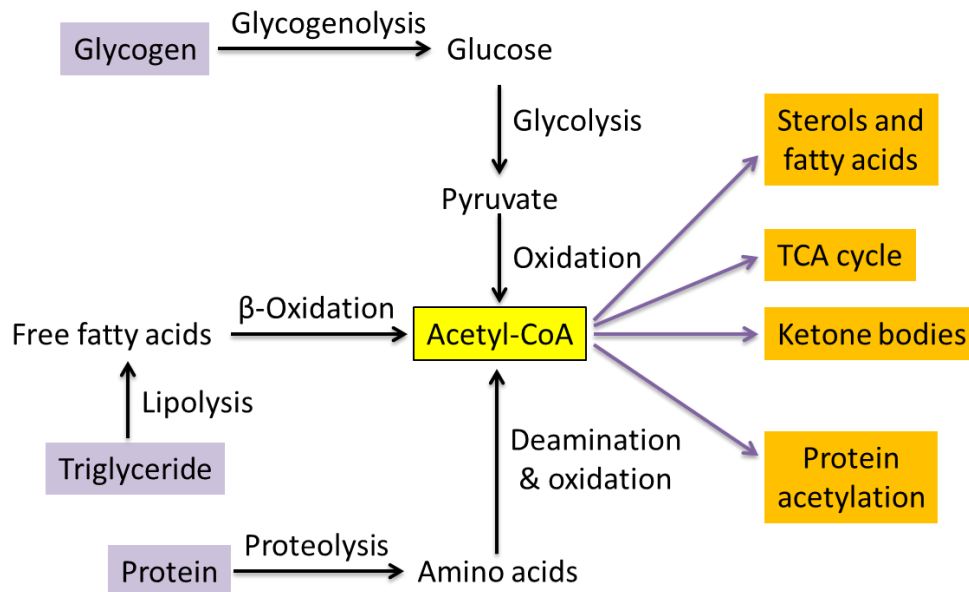 Glycogen
Glycogenolysis
Glucose
Glycolysis
Pyruvate
Oxidation
Sterols and
fatty acids
TCA cycle
Free fatty acids
β-Oxidation
Acetyl-CoA
Ketone bodies
Lipolysis
Triglyceride
Deamination
& oxidation
Protein
acetylation
Protein
Proteolysis
Amino acids